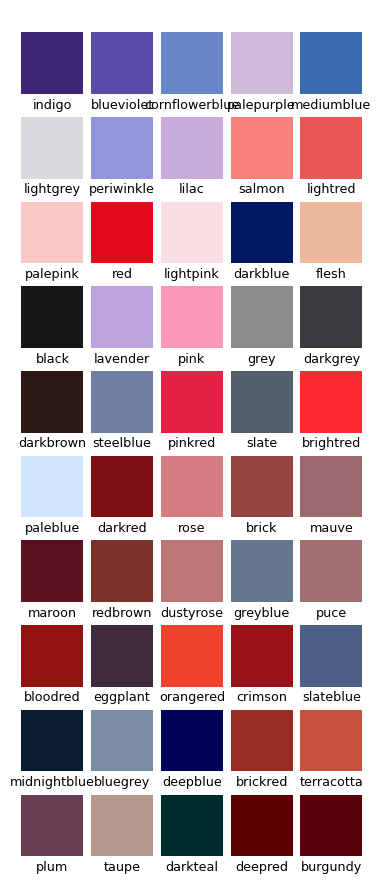 indigo blueviolet cornflowerblue palepurple mediumblue
lightgrey periwinkle lilac salmon lightred
palepink red lightpink darkblue flesh
black lavender pink grey darkgrey
darkbrown steelblue pinkred slate brightred
paleblue darkred rose brick mauve
maroon redbrown dustyrose greyblue puce
bloodred eggplant orangered crimson slateblue
midnightblue bluegrey deepblue brickred terracotta
plum taupe darkteal deepred burgundy